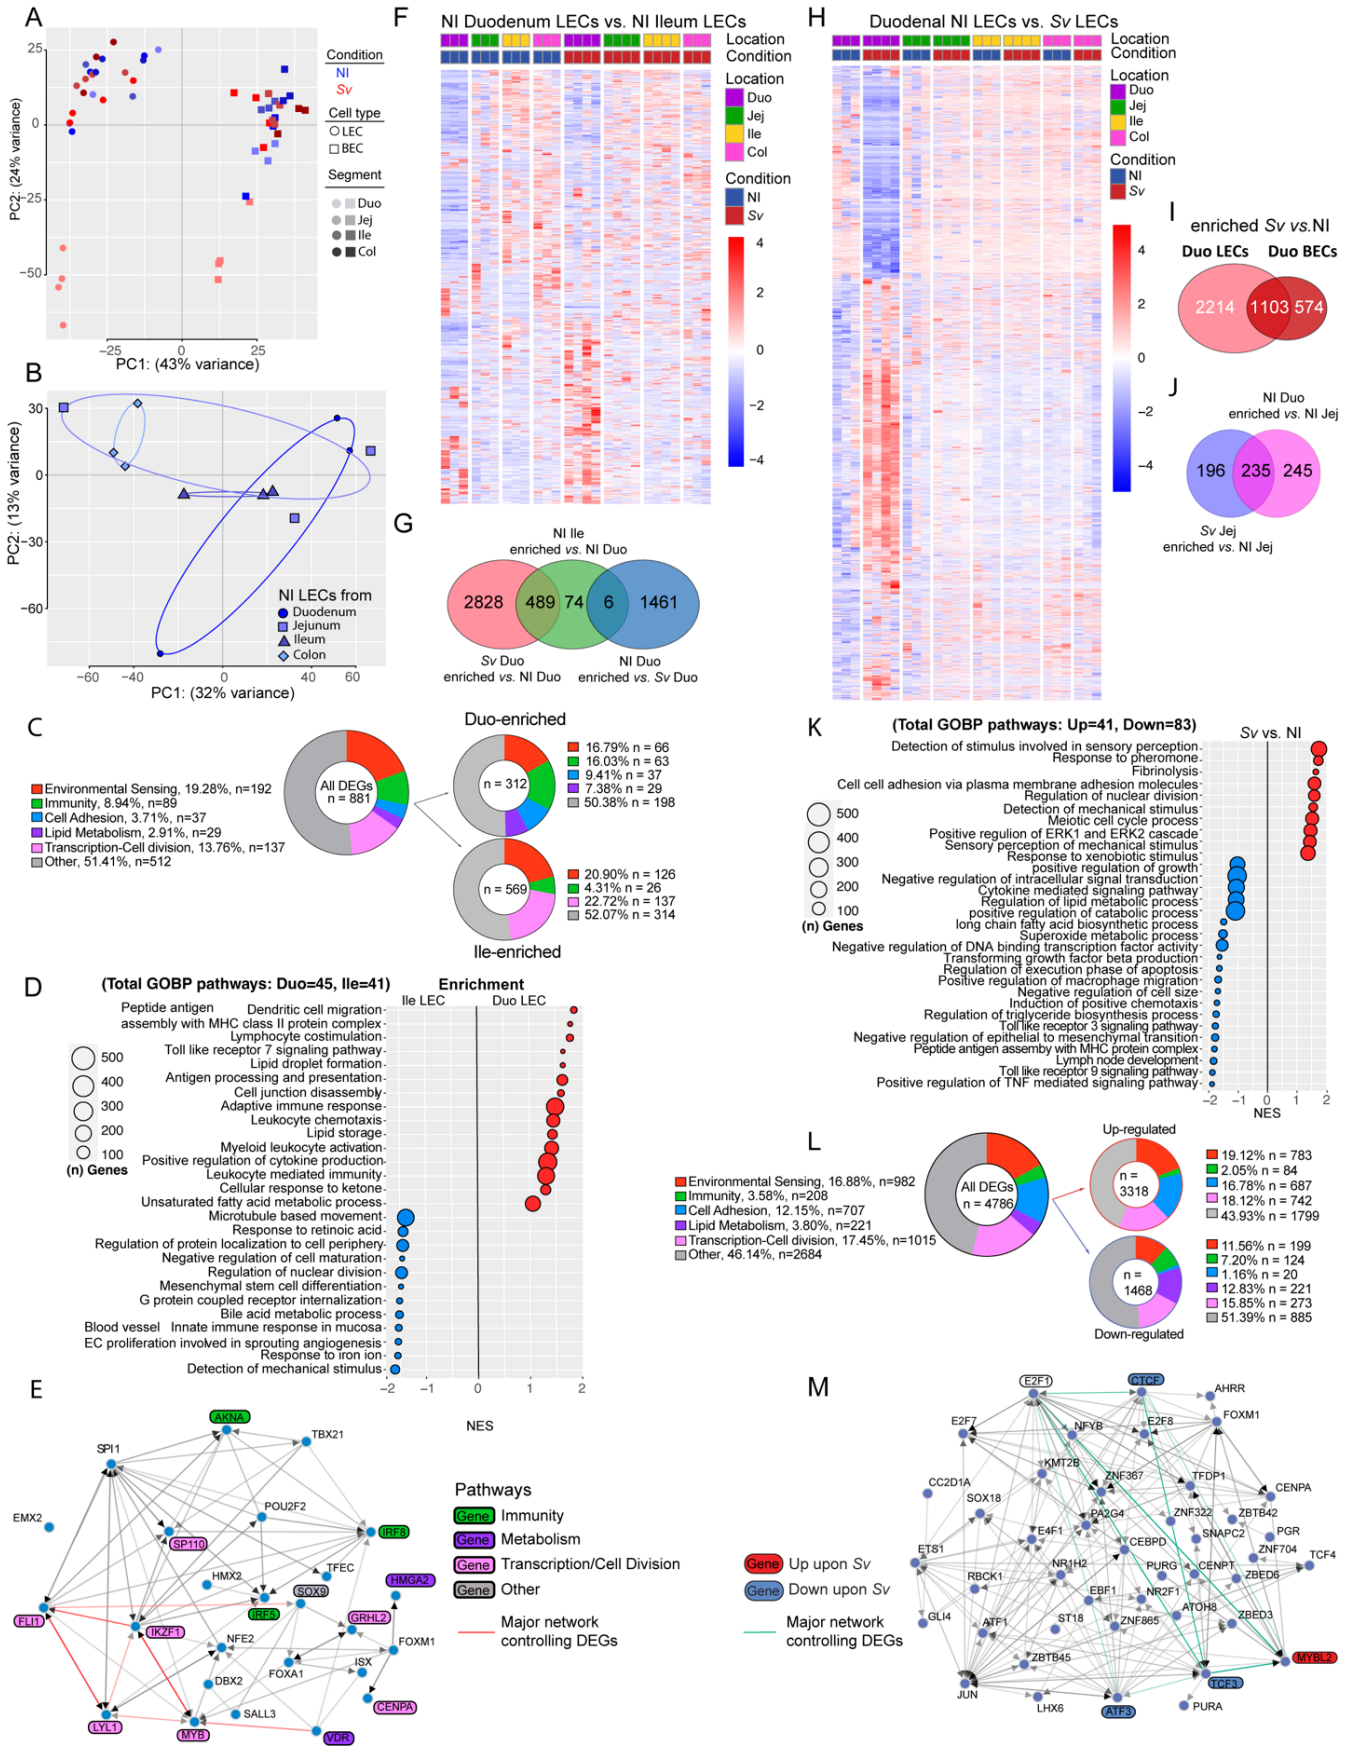 A
25
0
−25
−50
PC2: (24% variance)
−25
0
25
PC1: (43% variance)
Condition
NI
Sv
Cell type
LEC
BEC
Segment
Duo
Jej
Ile
Col
B
30
0
−30
−60
PC2: (13% variance)
−60
−40
0
40
60
PC1: (32% variance)
NI LECs from
Duodenum
Jejunum
Ileum
Colon
C
Environmental Sensing, 19.28%, n=192
Immunity, 8.94%, n=89
Cell Adhesion, 3.71%, n=37
Lipid Metabolism, 2.91%, n=29
Transcription-Cell division, 13.76%, n=137
Other, 51.41%, n=512
All DEGs
n = 881
Duo-enriched
n = 312
16.79% n = 66
16.03% n = 63
9.41% n = 37
7.38% n = 29
50.38% n = 198
n = 569
20.90% n = 126
4.31% n = 26
22.72% n = 137
52.07% n = 314
Ile-enriched
D
(Total GOBP pathways: Duo=45, Ile=41)
Enrichment
Ile LEC
Duo LEC
500
400
300
200
100
(n) Genes
Peptide antigen
Dendritic cell migration
assembly with MHC class II protein complex
Lymphocyte costimulation
Toll like receptor 7 signaling pathway
Lipid droplet formation
Antigen processing and presentation
Cell junction disassembly
Adaptive immune response
Leukocyte chemotaxis
Lipid storage
Myeloid leukocyte activation
Positive regulation of cytokine production
Leukocyte mediated immunity
Cellular response to ketone
Unsaturated fatty acid metabolic process
Microtubule based movement
Response to retinoic acid
Regulation of protein localization to cell periphery
Negative regulation of cell maturation
Regulation of nuclear division
Mesenchymal stem cell differentiation
G protein coupled receptor internalization
Bile acid metabolic process
Blood vessel Innate immune response in mucosa
EC proliferation involved in sprouting angiogenesis
Response to iron ion
Detection of mechanical stimulus
−2
−1
0
1
2
NES
E
AKNA
TBX21
SPI1
POU2F2
EMX2
IRF8
SP110
TFEC
HMX2
SOX9
HMGA2
IRF5
FLI1
GRHL2
IKZF1
NFE2
FOXM1
FOXA1
ISX
DBX2
CENPA
SALL3
LYL1
MYB
VDR
Pathways
Gene Immunity
Gene Metabolism
Gene Transcription/Cell Division
Gene Other
Major network
controlling DEGs
F
NI Duodenum LECs vs. NI Ileum LECs
Location
Condition
Location
Duo
Jej
Ile
Col
Condition
NI
Sv
4
2
0
−2
−4
G
NI Ile
enriched vs. NI Duo
2828
489
74
6
1461
Sv Duo
enriched vs. NI Duo
NI Duo
enriched vs. Sv Duo
H
Duodenal NI LECs vs. Sv LECs
Location
Condition
Location
Duo
Jej
Ile
Col
Condition
NI
Sv
4
2
0
−2
−4
I
enriched Sv vs.NI
Duo LECs
Duo BECs
2214
1103
574
J
NI Duo
enriched vs. NI Jej
196
235
245
Sv Jej
enriched vs. NI Jej
K
(Total GOBP pathways: Up=41, Down=83)
Sv vs. NI
500
400
300
200
100
(n) Genes
Detection of stimulus involved in sensory perception
Response to pheromone
Fibrinolysis
Cell cell adhesion via plasma membrane adhesion molecules
Regulation of nuclear division
Detection of mechanical stimulus
Meiotic cell cycle process
Positive regulion of ERK1 and ERK2 cascade
Sensory perception of mechanical stimulus
Response to xenobiotic stimulus
positive regulation of growth
Negative regulation of intracellular signal transduction
Cytokine mediated signaling pathway
Regulation of lipid metabolic process
positive regulation of catabolic process
long chain fatty acid biosynthetic process
Superoxide metabolic process
Negative regulation of DNA binding transcription factor activity
Transforming growth factor beta production
Regulation of execution phase of apoptosis
Positive regulation of macrophage migration
Negative regulation of cell size
Induction of positive chemotaxis
Regulation of triglyceride biosynthetic process
Toll like receptor 3 signaling pathway
Negative regulation of epithelial to mesenchymal transition
Peptide antigen assemby with MHC protein complex
Lymph node development
Toll like receptor 9 signaling pathway
Positive regulation of TNF mediated signaling pathway
−2
−1
0
1
2
NES
L
Environmental Sensing, 16.88%, n=982
Immunity, 3.58%, n=208
Cell Adhesion, 12.15%, n=707
Lipid Metabolism, 3.80%, n=221
Transcription-Cell division, 17.45%, n=1015
Other, 46.14%, n=2684
All DEGs
n = 4786
Up-regulated
n =
3318
19.12% n = 783
2.05% n = 84
16.78% n = 687
18.12% n = 742
43.93% n = 1799
n =
1468
11.56% n = 199
7.20% n = 124
1.16% n = 20
12.83% n = 221
15.85% n = 273
51.39% n = 885
Down-regulated
M
E2F1
CTCF
AHRR
E2F7
NFYB
E2F8
FOXM1
KMT2B
ZNF367
TFDP1
CC2D1A
CENPA
SOX18
PA2G4
ZNF322
ZBTB42
E4F1
SNAPC2
PGR
CEBPD
ETS1
ZNF704
NR1H2
PURG
CENPT
TCF4
RBCK1
ZBED6
EBF1
NR2F1
ATOH8
GLI4
ATF1
ST18
ZNF865
ZBED3
ZBTB45
MYBL2
JUN
TCF3
LHX6
ATF3
PURA
Gene Up upon Sv
Gene Down upon Sv
Major network
controlling DEGs